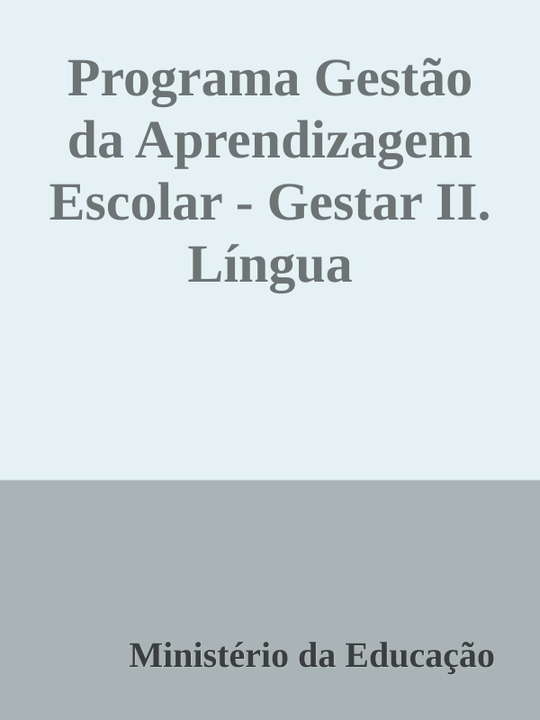 Programa Gestão
da Aprendizagem
Escolar - Gestar II.
Língua
Ministério da Educação